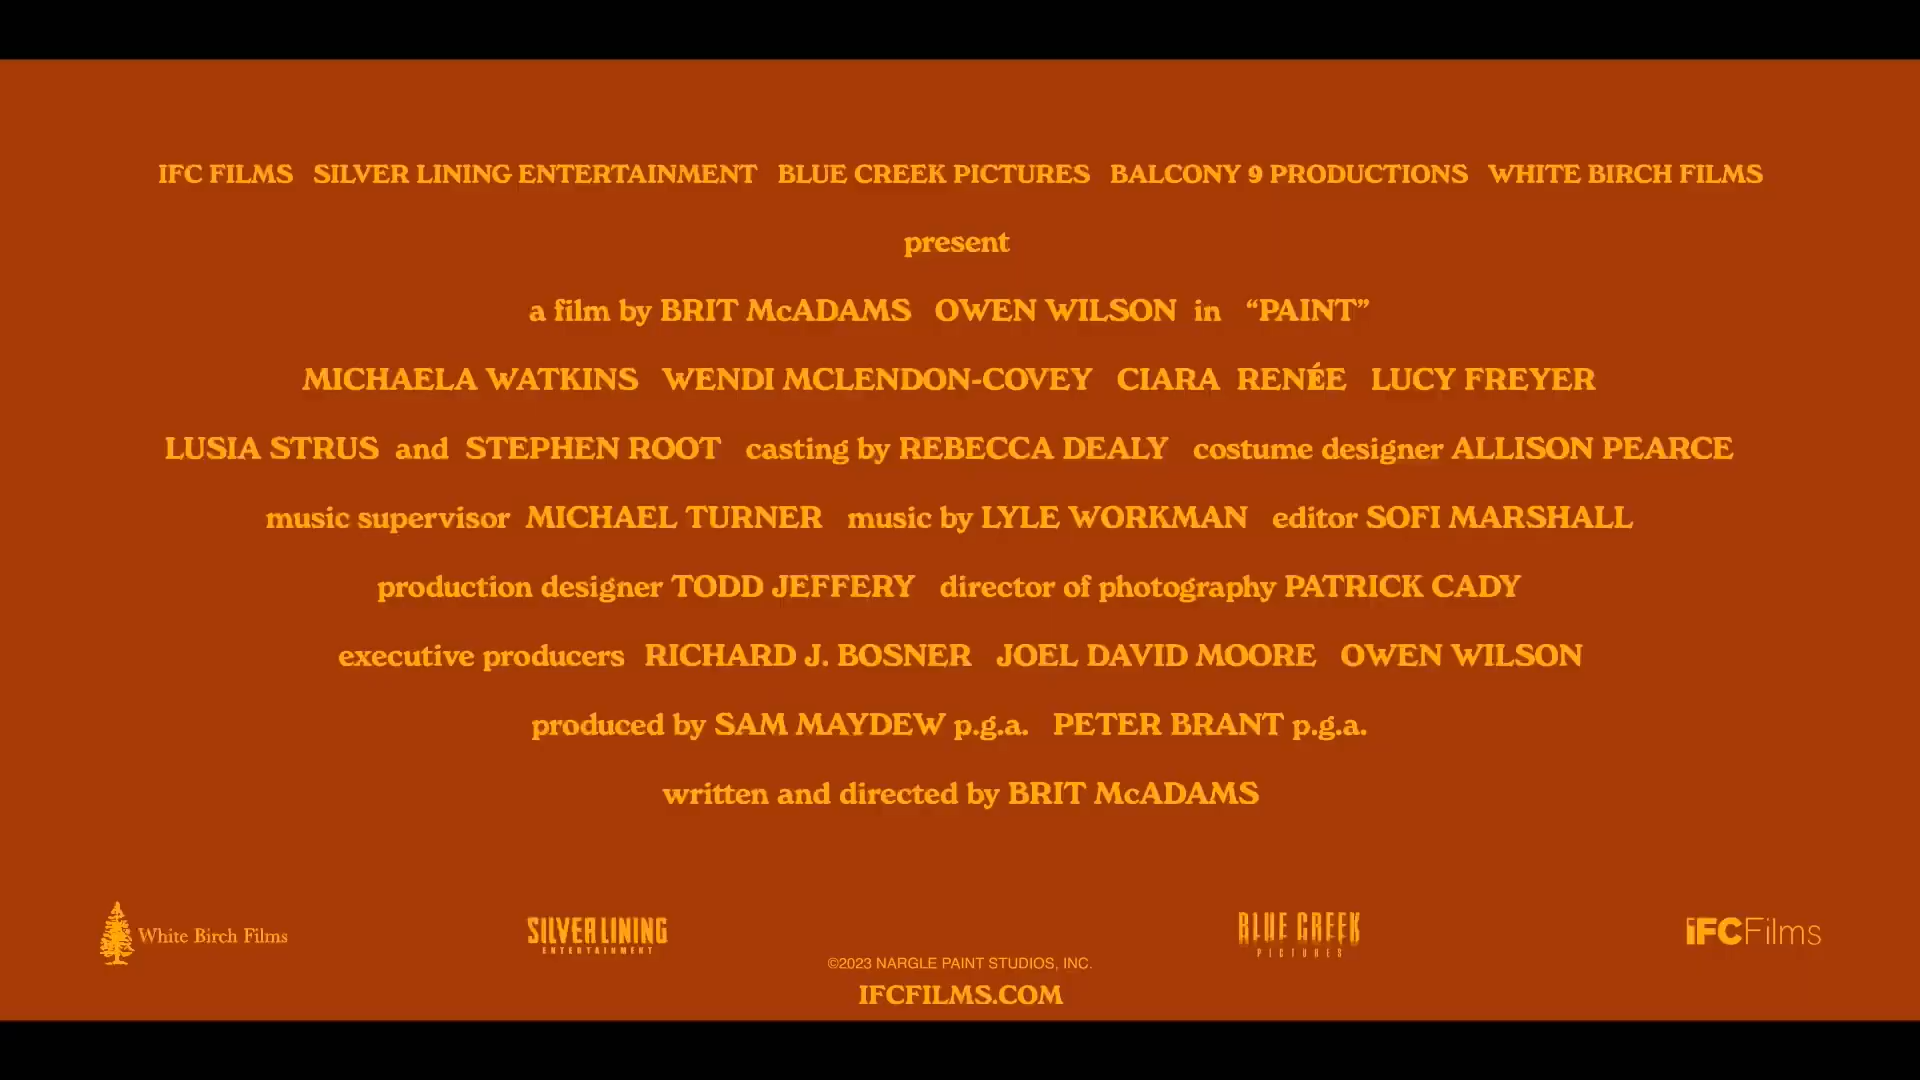 IFC FILMS SILVER LINING ENTERTAINMENT BLUE CREEK PICTURES BALCONY 9 PRODUCTIONS WHITE BIRCH FILMS
present
a film by BRIT McADAMS OWEN WILSON in “PAINT”
MICHAELA WATKINS WENDI MCLENDON-COVEY CIARA RENÉE LUCY FREYER
LUSIA STRUS and STEPHEN ROOT casting by REBECCA DEALY costume designer ALLISON PEARCE
music supervisor MICHAEL TURNER music by LYLE WORKMAN editor SOFI MARSHALL
production designer TODD JEFFERY director of photography PATRICK CADY
executive producers RICHARD J. BOSNER JOEL DAVID MOORE OWEN WILSON
produced by SAM MAYDEW p.g.a. PETER BRANT p.g.a.
written and directed by BRIT McADAMS
White Birch Films
SILVER LINING
ENTERTAINMENT
BLUE CREEK
PICTURES
iFC Films
©2023 NARGLE PAINT STUDIOS, INC.
IFCFILMS.COM